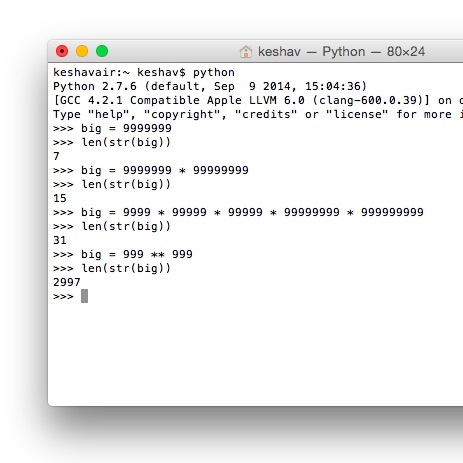 keshav — Python — 80×24
keshavair:~ keshav$ python
Python 2.7.6 (default, Sep  9 2014, 15:04:36)
[GCC 4.2.1 Compatible Apple LLVM 6.0 (clang-600.0.39)] on
Type "help", "copyright", "credits" or "license" for more
>>> big = 9999999
>>> len(str(big))
7
>>> big = 9999999 * 99999999
>>> len(str(big))
15
>>> big = 9999 * 99999 * 99999 * 99999999 * 999999999
>>> len(str(big))
31
>>> big = 999 ** 999
>>> len(str(big))
2997
>>>